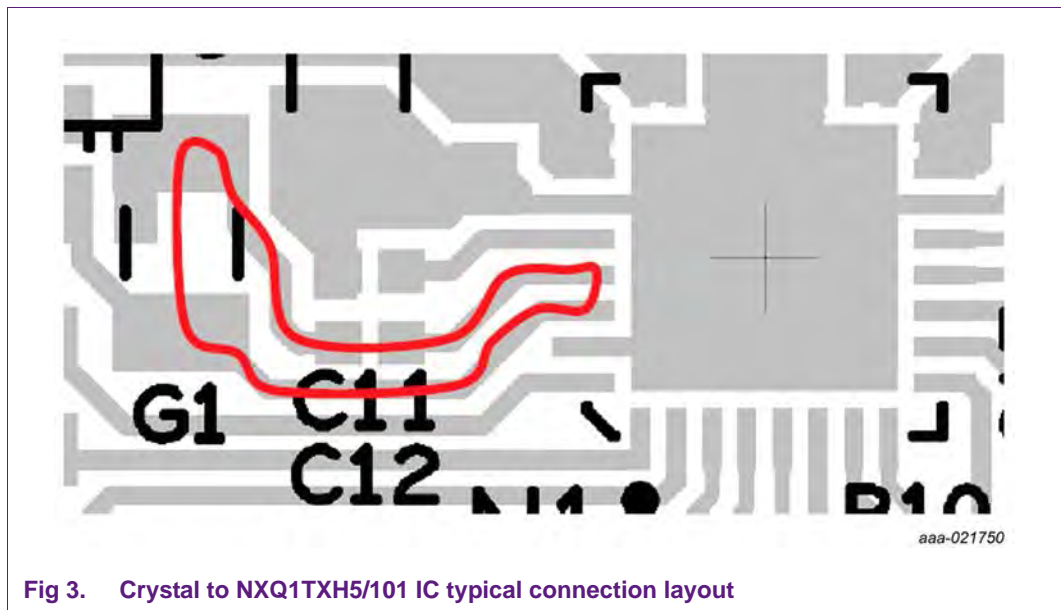 G1
C11
C12
aaa-021750
Fig 3. Crystal to NXQ1TXH5/101 IC typical connection layout